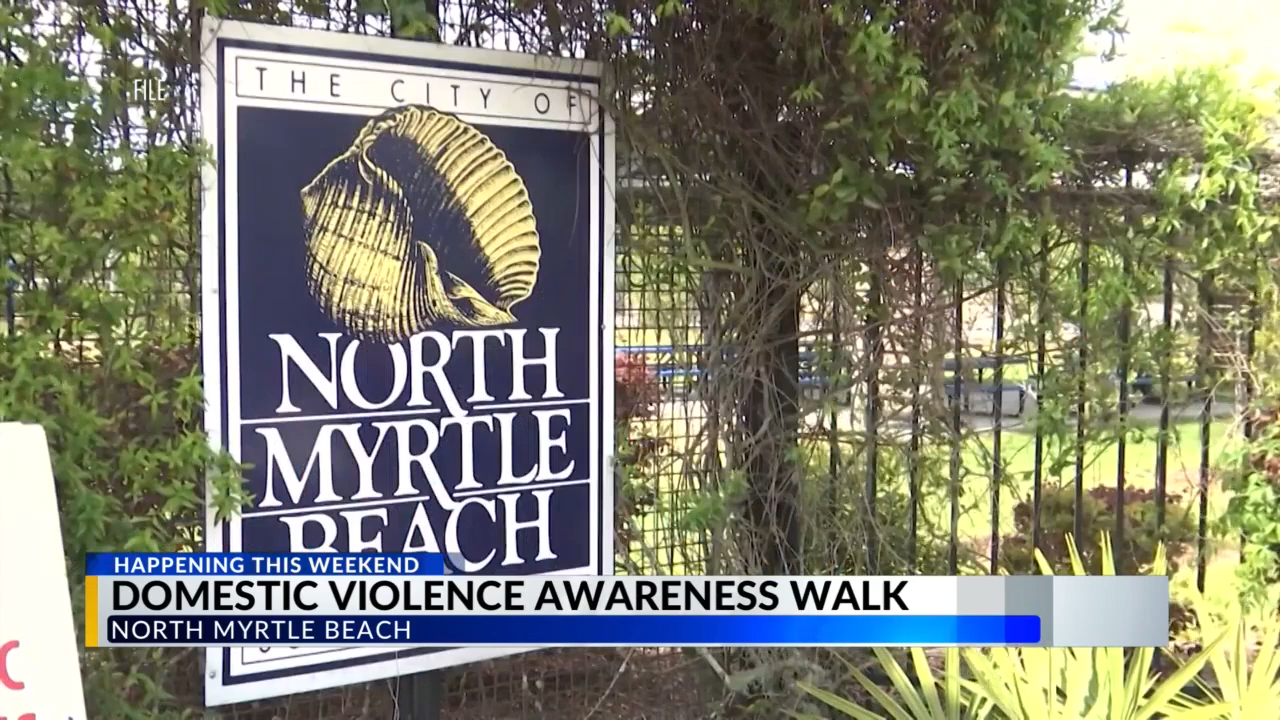 FILE
THE CITY OF
NORTH
MYRTLE
BEACH
HAPPENING THIS WEEKEND
DOMESTIC VIOLENCE AWARENESS WALK
NORTH MYRTLE BEACH